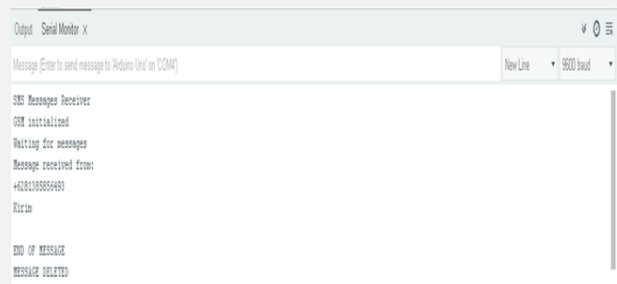 Output Serial Monitor X
Message (Enter to send message to 'Arduino Uno' on 'COM4')
New Line
9600 baud
SMS Messages Receiver
GSM initialized
Waiting for messages
Message received from:
+6281385856493
Kirim
END OF MESSAGE
MESSAGE DELETED